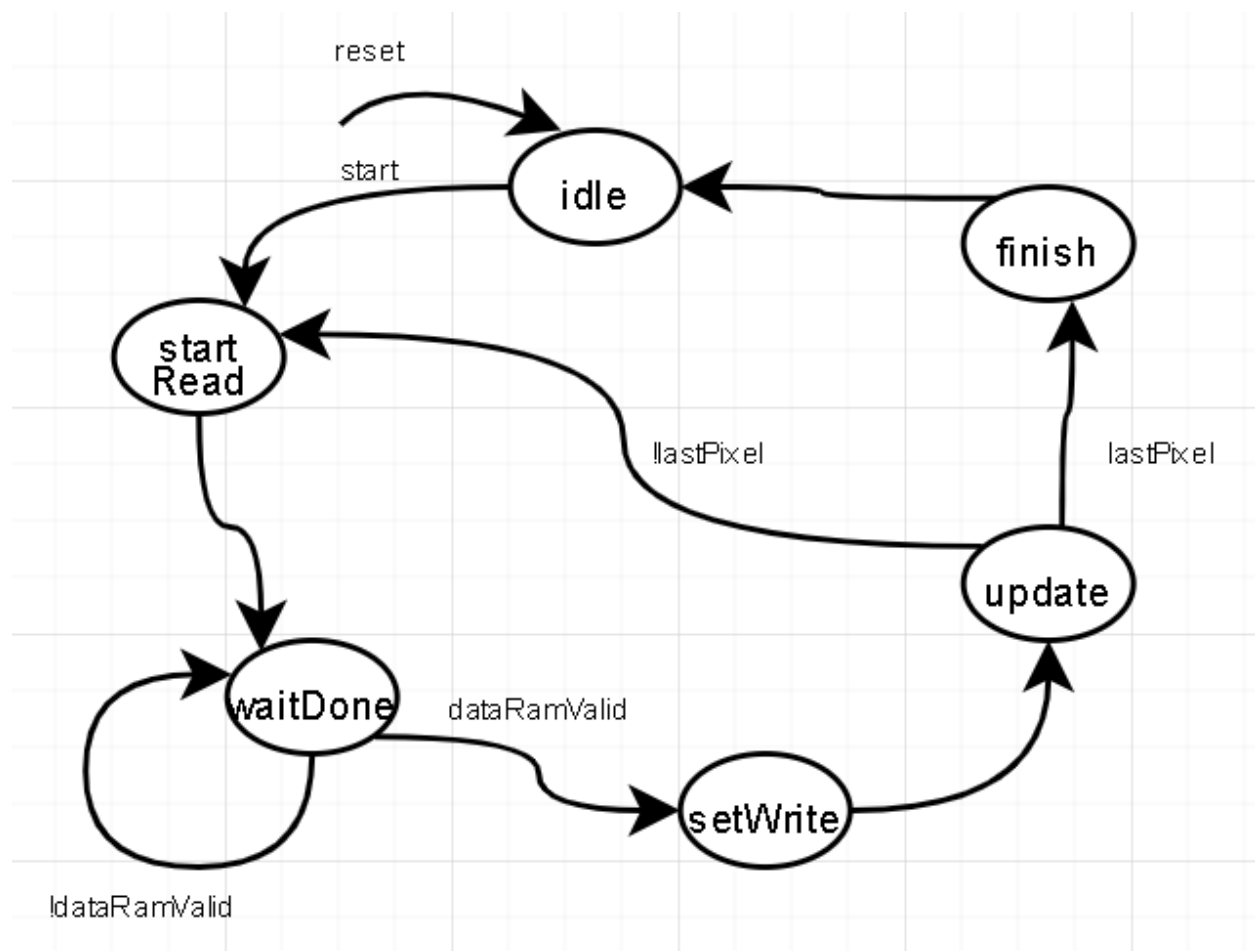 reset
start
idle
finish
start
Read
!lastPixel
lastPixel
update
waitDone
dataRamValid
setWrite
!dataRamValid